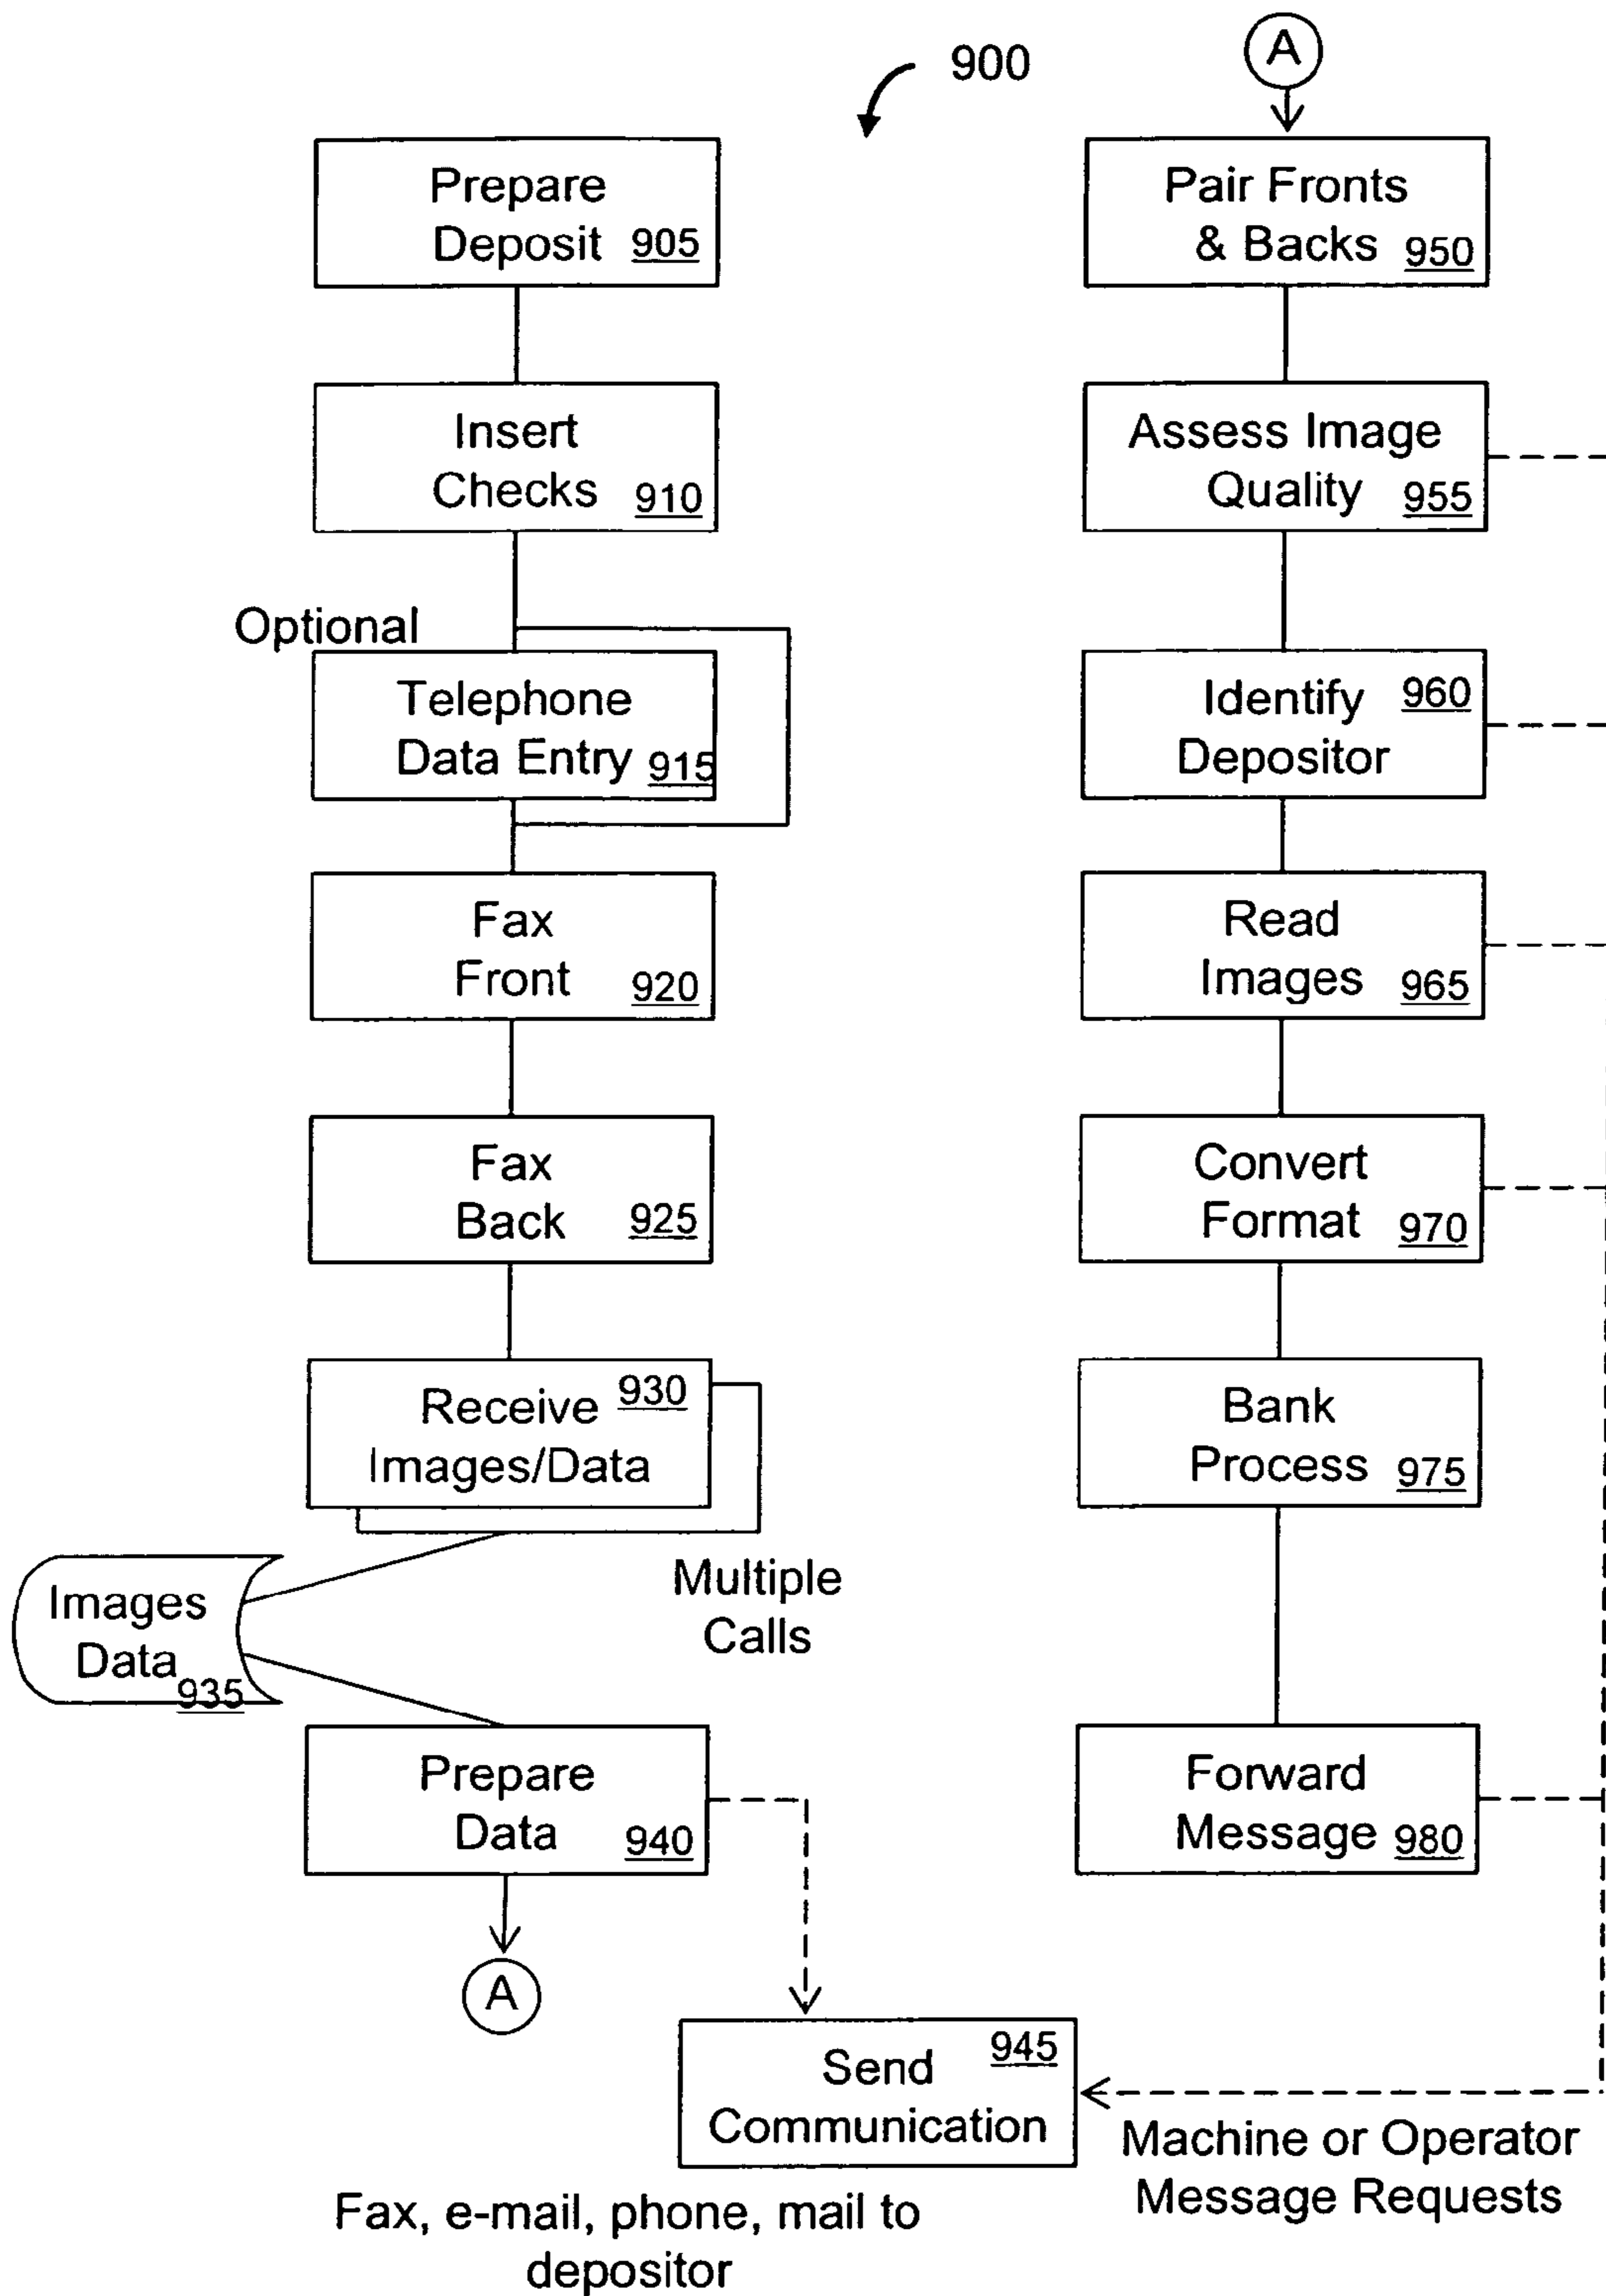 900
Prepare
Deposit 905
Insert
Checks 910
Optional
Telephone
Data Entry 915
Fax
Front 920
Fax
Back 925
Receive 930
Images/Data
Multiple
Calls
Images
Data 935
Prepare
Data 940
A
Send 945
Communication
Fax, e-mail, phone, mail to
depositor
A
Pair Fronts
& Backs 950
Assess Image
Quality 955
Identify 960
Depositor
Read
Images 965
Convert
Format 970
Bank
Process 975
Forward
Message 980
Machine or Operator
Message Requests